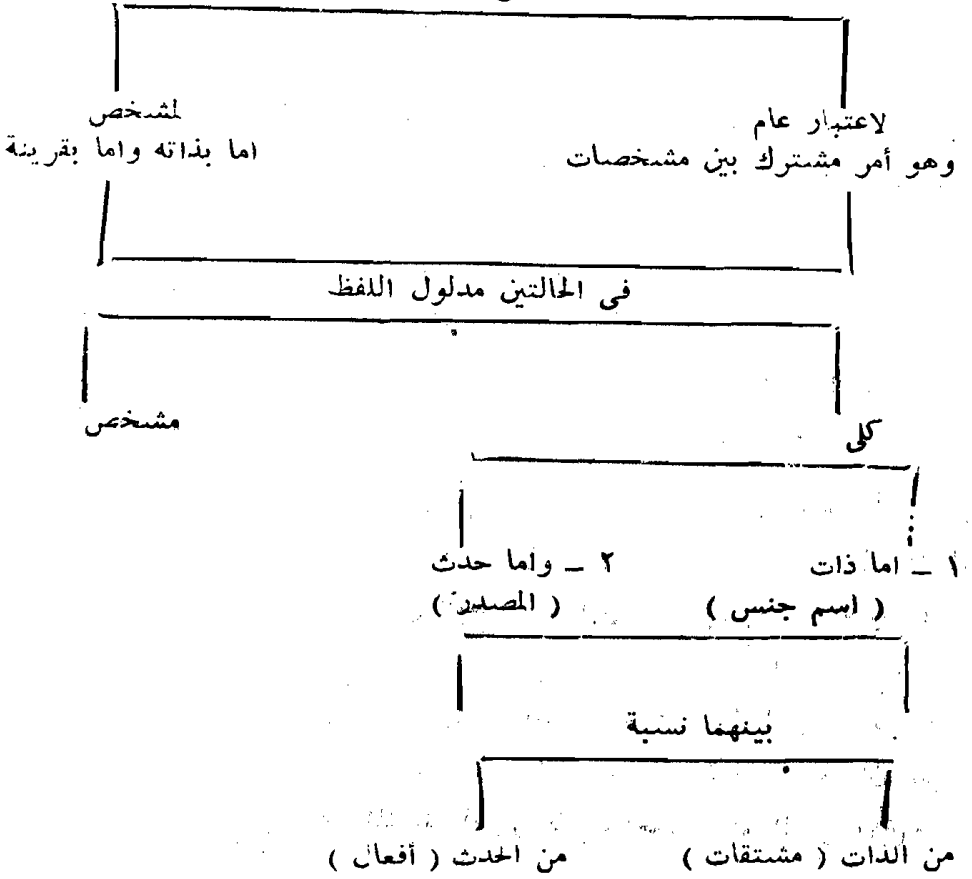 لاعتبار عام
وهو أمر مشترك بين مشخصات
لمشخص
اما بذاته واما بقرينة
فى الحالتين مدلول اللفظ
كلى
مشخص
١ ـ اما ذات
( اسم جنس )
٢ ـ واما حدث
( المصدر )
بينهما نسبة
من الذات ( مشتقات )
من الحدث ( أفعال )